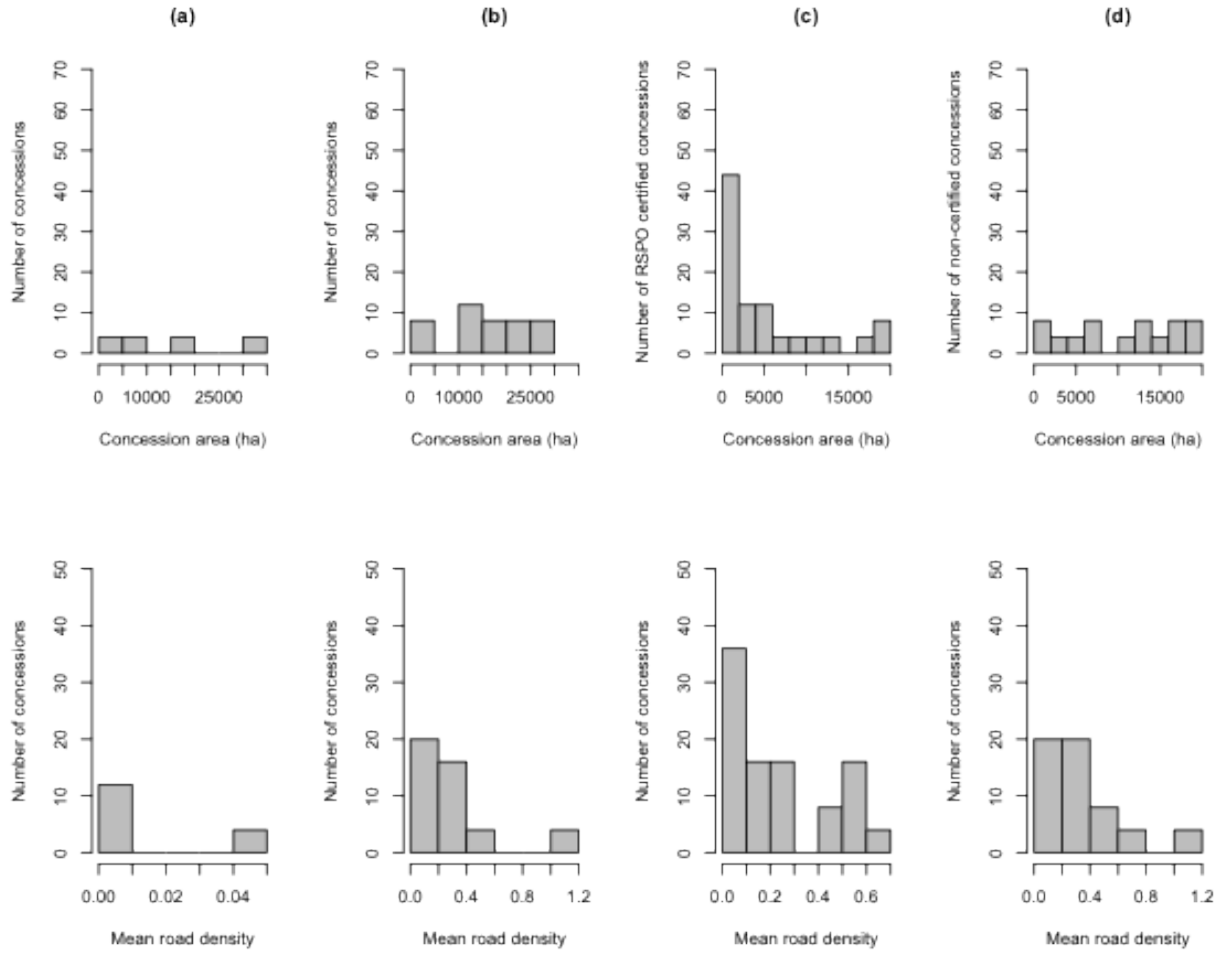 (a) (b) (c) (d)
Number of concessions
0 10 20 30 40 50 60 70
0 10000 25000
Concession area (ha)
Number of concessions
0 10 20 30 40 50 60 70
0 10000 25000
Concession area (ha)
Number of RSPO certified concessions
0 10 20 30 40 50 60 70
0 5000 15000
Concession area (ha)
Number of non-certified concessions
0 10 20 30 40 50 60 70
0 5000 15000
Concession area (ha)
Number of concessions
0 10 20 30 40 50
0.00 0.02 0.04
Mean road density
Number of concessions
0 10 20 30 40 50
0.0 0.4 0.8 1.2
Mean road density
Number of concessions
0 10 20 30 40 50
0.0 0.2 0.4 0.6
Mean road density
Number of concessions
0 10 20 30 40 50
0.0 0.4 0.8 1.2
Mean road density